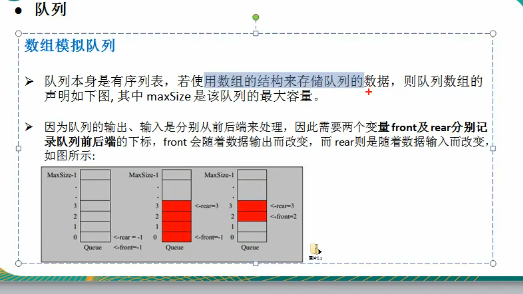 队列
数组模拟队列
队列本身是有序列表，若使用数组的结构来存储队列的数据，则队列数组的
声明如下图, 其中 maxSize 是该队列的最大容量。
因为队列的输出、输入是分别从前后端来处理，因此需要两个变量front及rear分别记
录队列前后端的下标，front 会随着数据输出而改变，而 rear则是随着数据输入而改变，
如图所示:
MaxSize-1 MaxSize-1 MaxSize-1
. . .
. . .
3 3 <-rear=3 3 <-rear=3
2 2 2 <-front=2
1 1 1
0 <-rear = -1 0 <-front=-1 0
Queue <-front=-1 Queue Queue